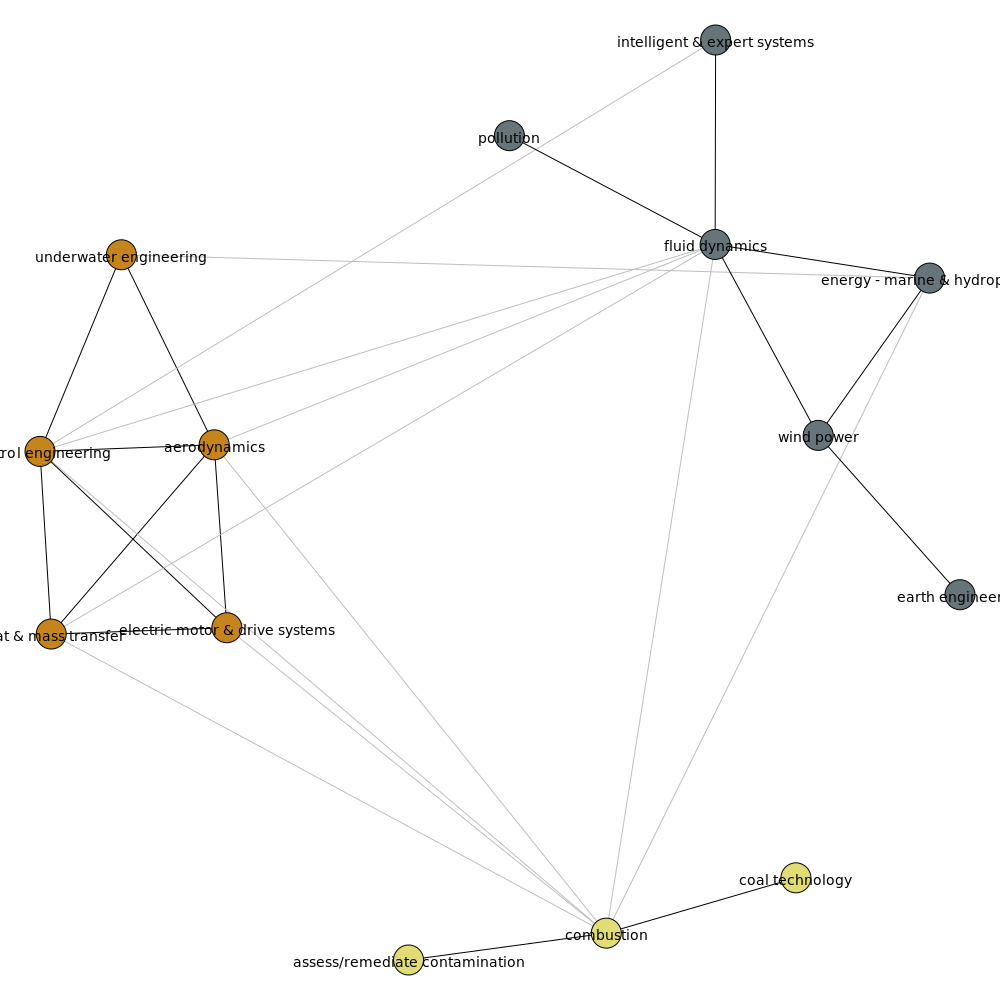 intelligent & expert systems
pollution
fluid dynamics
underwater engineering
energy - marine & hydrop
wind power
rol engineering
aerodynamics
earth engineer
at & mass transfer
electric motor & drive systems
coal technology
combustion
assess/remediate contamination